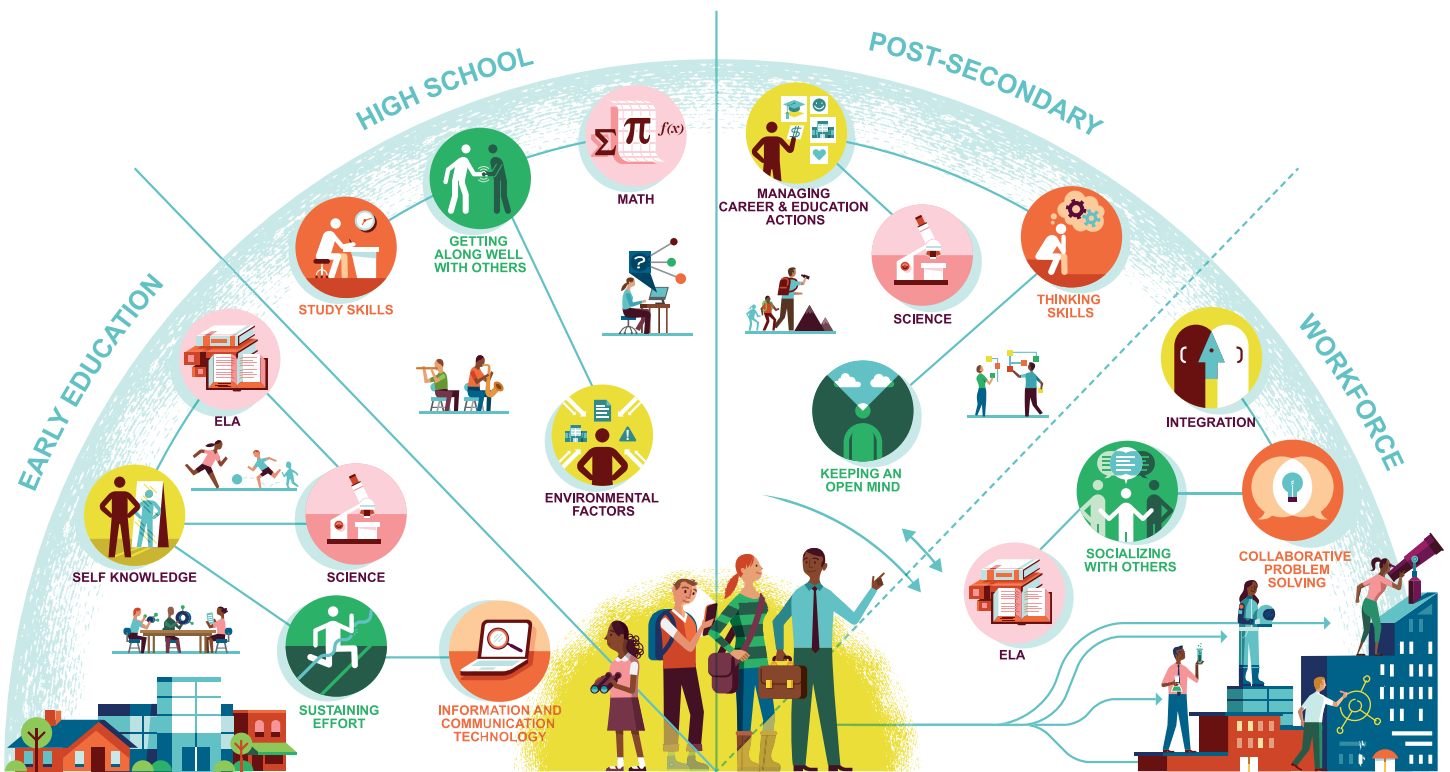 EARLY EDUCATION
HIGH SCHOOL
POST-SECONDARY
WORKFORCE
Σ
π
f(x)
MATH
GETTING
ALONG WELL
WITH OTHERS
STUDY SKILLS
?
ELA
SELF KNOWLEDGE
SCIENCE
SUSTAINING
EFFORT
INFORMATION AND
COMMUNICATION
TECHNOLOGY
!
ENVIRONMENTAL
FACTORS
$
MANAGING
CAREER & EDUCATION
ACTIONS
SCIENCE
THINKING
SKILLS
KEEPING AN
OPEN MIND
INTEGRATION
SOCIALIZING
WITH OTHERS
COLLABORATIVE
PROBLEM
SOLVING
ELA